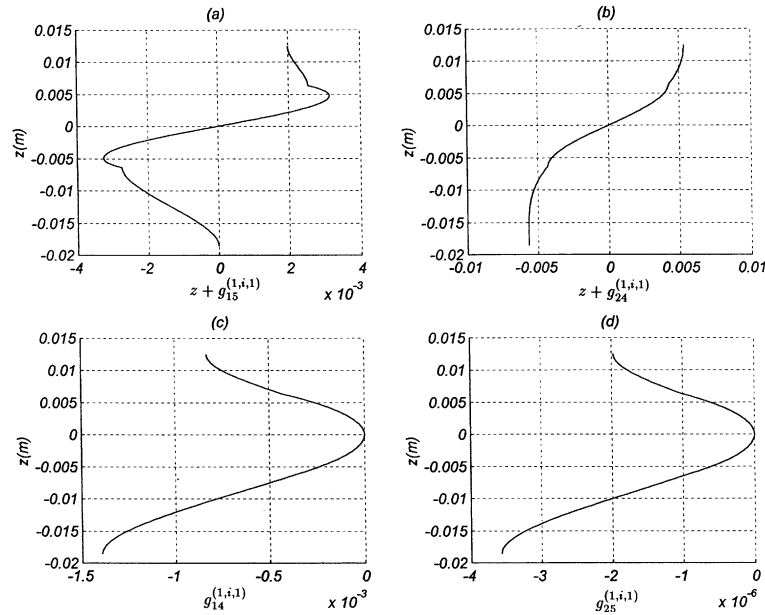 (a)
0.015
0.01
0.005
0
-0.005
-0.01
-0.015
-0.02
z(m)
-4 -2 0 2 4
z + g_{15}^{(1,i,1)} x 10^{-3}
(b)
0.015
0.01
0.005
0
-0.005
-0.01
-0.015
-0.02
z(m)
-0.01 -0.005 0 0.005 0.01
z + g_{24}^{(1,i,1)}
(c)
0.015
0.01
0.005
0
-0.005
-0.01
-0.015
-0.02
z(m)
-1.5 -1 -0.5 0
g_{14}^{(1,i,1)} x 10^{-3}
(d)
0.015
0.01
0.005
0
-0.005
-0.01
-0.015
-0.02
z(m)
-4 -3 -2 -1 0
g_{25}^{(1,i,1)} x 10^{-6}